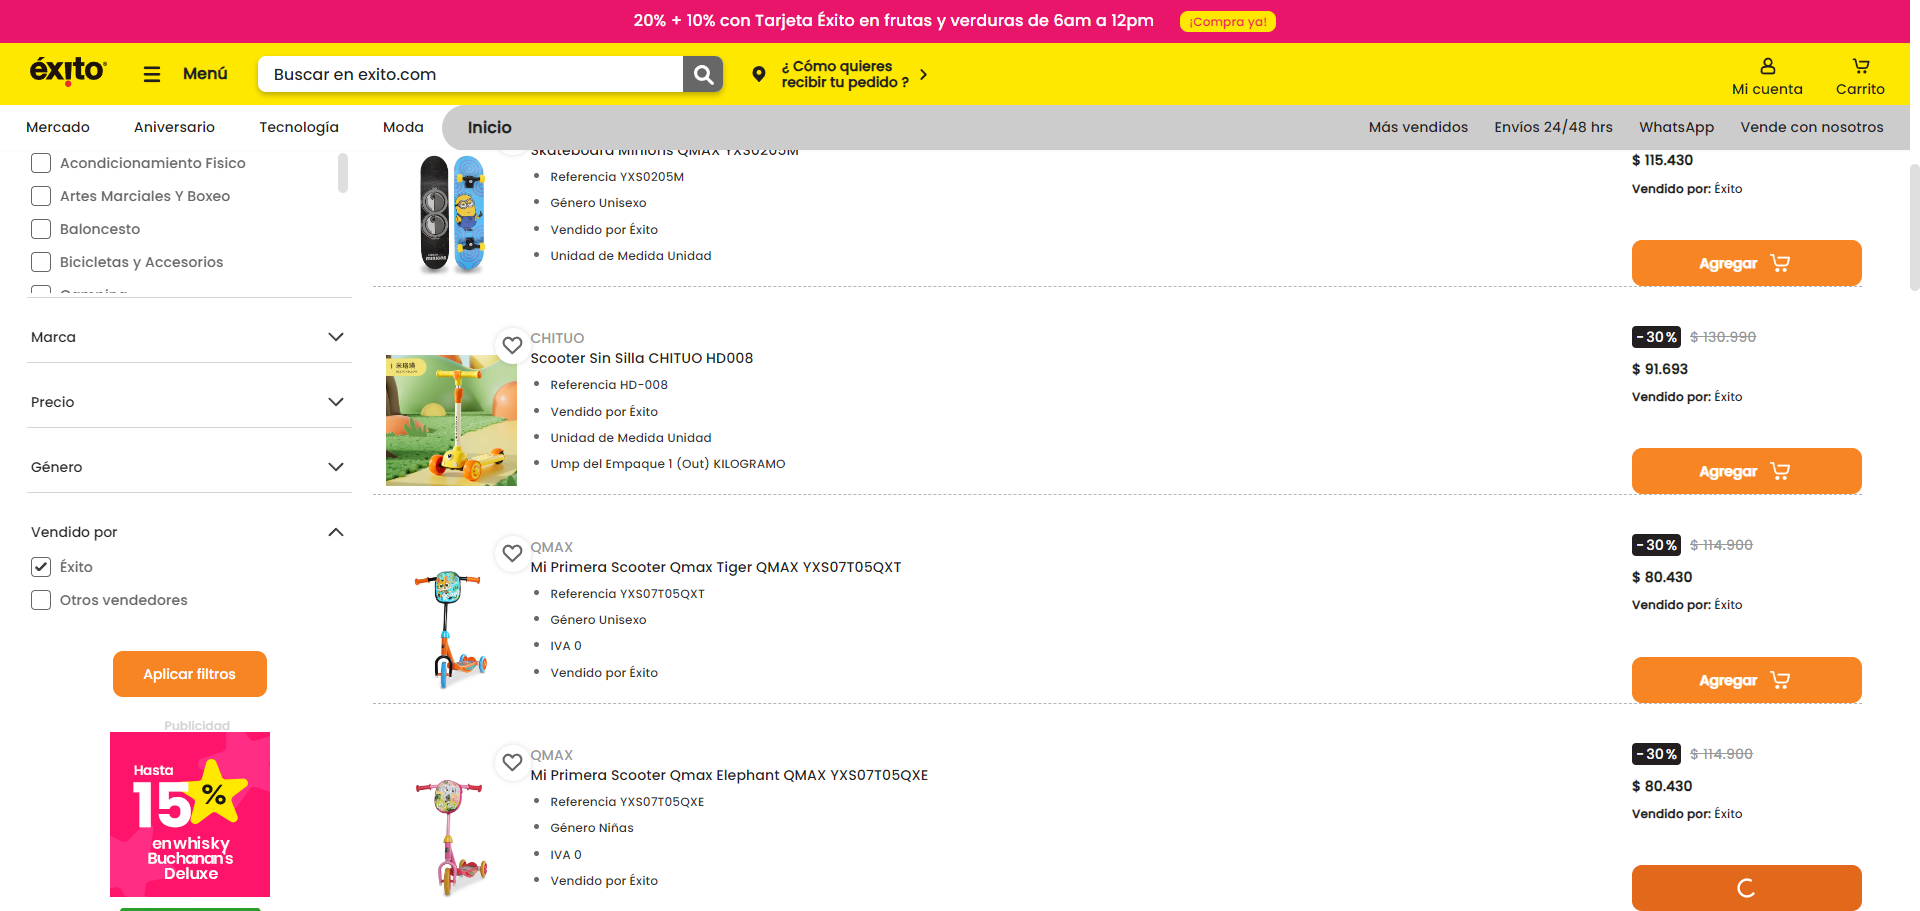 20% + 10% con Tarjeta Éxito en frutas y verduras de 6am a 12pm
¡Compra ya!
éxito
Menú
Buscar en exito.com
¿ Cómo quieres
recibir tu pedido ?
Mi cuenta
Carrito
Mercado
Aniversario
Tecnología
Moda
Inicio
Más vendidos
Envíos 24/48 hrs
WhatsApp
Vende con nosotros
Acondicionamiento Fisico
Artes Marciales Y Boxeo
Baloncesto
Bicicletas y Accesorios
Camping
Marca
Precio
Género
Vendido por
Éxito
Otros vendedores
Aplicar filtros
Publicidad
Hasta
15%
en whisky
Buchanan's
Deluxe
Skateboard Minions QMAX YXS0205M
Referencia YXS0205M
Género Unisexo
Vendido por Éxito
Unidad de Medida Unidad
$ 115.430
Vendido por: Éxito
Agregar
CHITUO
Scooter Sin Silla CHITUO HD008
Referencia HD-008
Vendido por Éxito
Unidad de Medida Unidad
Ump del Empaque 1 (Out) KILOGRAMO
-30%
$ 130.990
$ 91.693
Vendido por: Éxito
Agregar
QMAX
Mi Primera Scooter Qmax Tiger QMAX YXS07T05QXT
Referencia YXS07T05QXT
Género Unisexo
IVA 0
Vendido por Éxito
-30%
$ 114.900
$ 80.430
Vendido por: Éxito
Agregar
QMAX
Mi Primera Scooter Qmax Elephant QMAX YXS07T05QXE
Referencia YXS07T05QXE
Género Niñas
IVA 0
Vendido por Éxito
-30%
$ 114.900
$ 80.430
Vendido por: Éxito